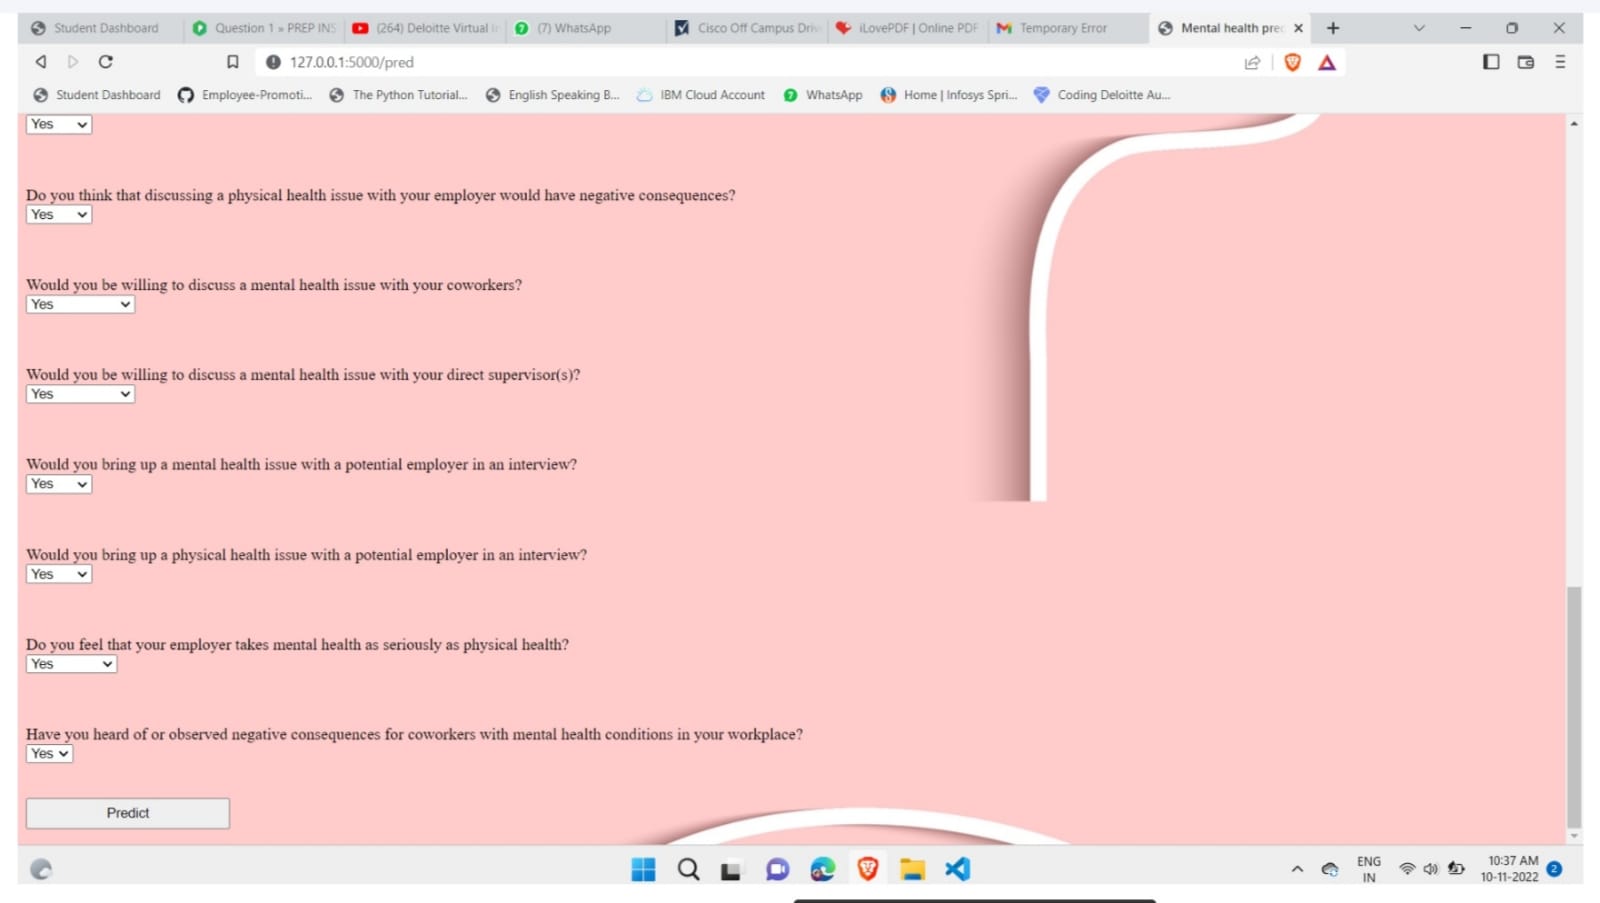 Student Dashboard
Question 1 » PREP INS
(264) Deloitte Virtual In
(7) WhatsApp
Cisco Off Campus Drive
iLovePDF | Online PDF
Temporary Error
Mental health pred
127.0.0.1:5000/pred
Student Dashboard
Employee-Promoti...
The Python Tutorial...
English Speaking B...
IBM Cloud Account
WhatsApp
Home | Infosys Spri...
Coding Deloitte Au...
Yes
Do you think that discussing a physical health issue with your employer would have negative consequences?
Yes
Would you be willing to discuss a mental health issue with your coworkers?
Yes
Would you be willing to discuss a mental health issue with your direct supervisor(s)?
Yes
Would you bring up a mental health issue with a potential employer in an interview?
Yes
Would you bring up a physical health issue with a potential employer in an interview?
Yes
Do you feel that your employer takes mental health as seriously as physical health?
Yes
Have you heard of or observed negative consequences for coworkers with mental health conditions in your workplace?
Yes
Predict
ENG
IN
10:37 AM
10-11-2022
2